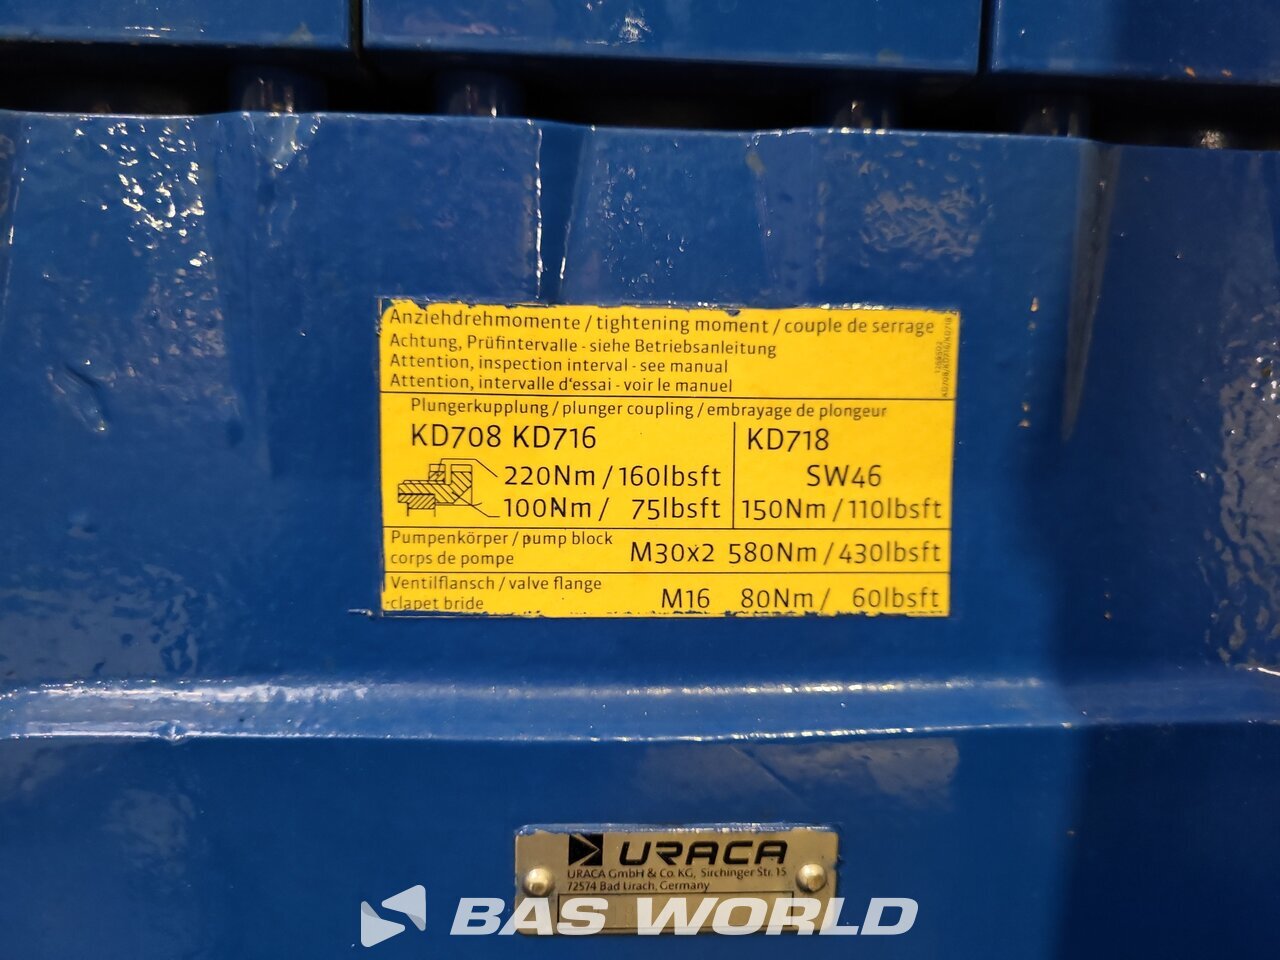 Anziehdrehmomente / tightening moment / couple de serrage
Achtung, Prüfintervalle - siehe Betriebsanleitung
Attention, inspection interval - see manual
Attention, intervalle d'essai - voir le manuel
KD708/KD716/KD718
Plungerkupplung / plunger coupling / embrayage de plongeur
KD708 KD716
220Nm / 160lbsft
100Nm / 75lbsft
KD718
SW46
150Nm / 110lbsft
Pumpenkörper / pump block
corps de pompe
M30x2 580Nm / 430lbsft
Ventilflansch / valve flange
clapet bride
M16 80Nm / 60lbsft
URACA
URACA GmbH & Co. KG, Sirchinger Str. 15
72574 Bad Urach, Germany
BAS WORLD